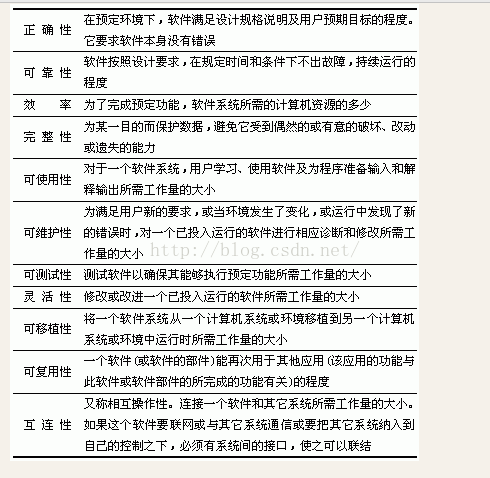 正确性 在预定环境下，软件满足设计规格说明及用户预期目标的程度。
它要求软件本身没有错误
可靠性 软件按照设计要求，在规定时间和条件下不出故障，持续运行的
程度
效率 为了完成预定功能，软件系统所需的计算机资源的多少
完整性 为某一目的而保护数据，避免它受到偶然的或有意的破坏、改动
或遗失的能力
可使用性 对于一个软件系统，用户学习、使用软件及为程序准备输入和解
释输出所需工作量的大小
可维护性 为满足用户新的要求，或当环境发生了变化，或运行中发现了新
的错误时，对一个已投入运行的软件进行相应诊断和修改所需工
作量的大小
http://blog.csdn.net/
可测试性 测试软件以确保其能够执行预定功能所需工作量的大小
灵活性 修改或改进一个已投入运行的软件所需工作量的大小
可移植性 将一个软件系统从一个计算机系统或环境移植到另一个计算机
系统或环境中运行时所需工作量的大小
可复用性 一个软件(或软件的部件)能再次用于其他应用(该应用的功能与
此软件或软件部件的所完成的功能有关)的程度
互连性 又称相互操作性。连接一个软件和其它系统所需工作量的大小。
如果这个软件要联网或与其它系统通信或要把其它系统纳入到
自己的控制之下，必须有系统间的接口，使之可以联结